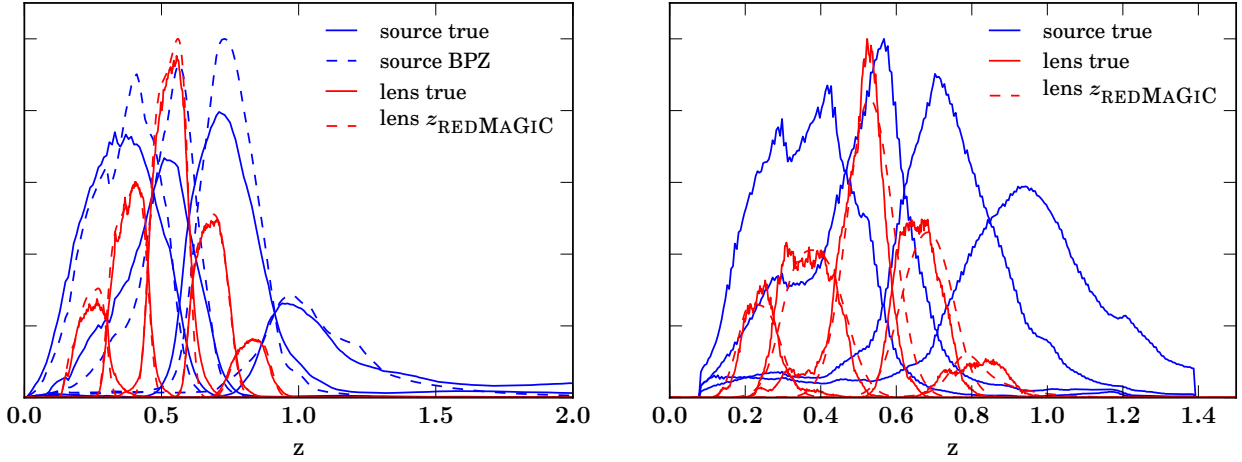 source true
source BPZ
lens true
lens zREDMAGIC
0.0 0.5 1.0 1.5 2.0
z
source true
lens true
lens zREDMAGIC
0.0 0.2 0.4 0.6 0.8 1.0 1.2 1.4
z